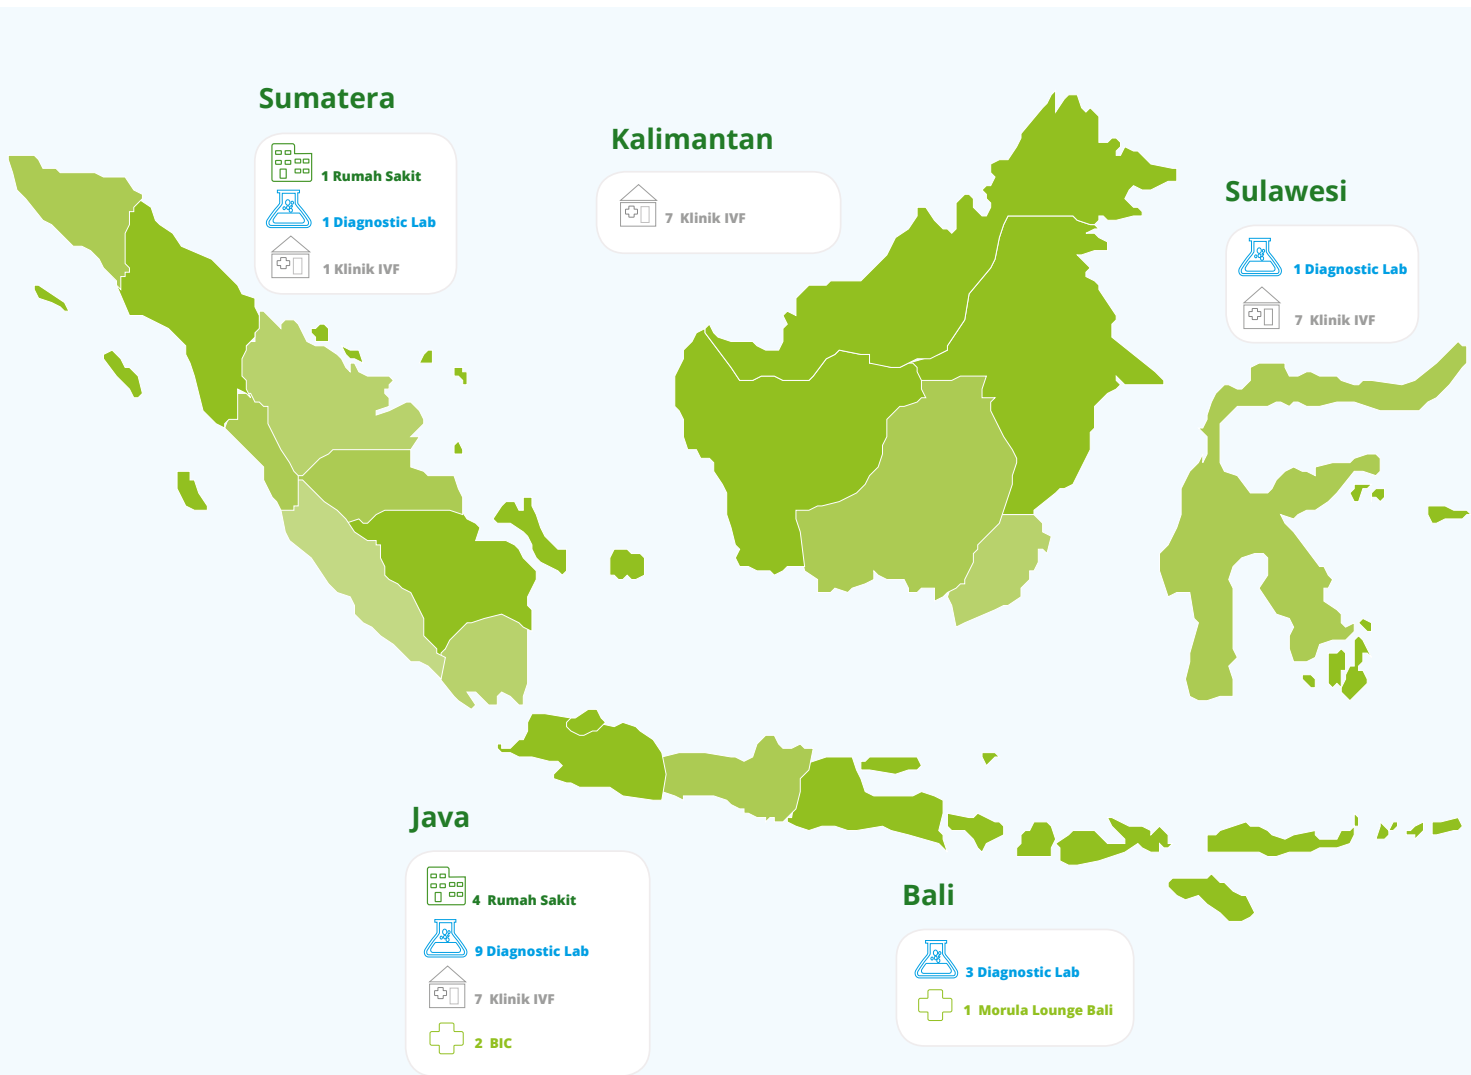 Sumatera
1 Rumah Sakit
1 Diagnostic Lab
1 Klinik IVF
Kalimantan
7 Klinik IVF
Sulawesi
1 Diagnostic Lab
7 Klinik IVF
Java
4 Rumah Sakit
9 Diagnostic Lab
7 Klinik IVF
2 BIC
Bali
3 Diagnostic Lab
1 Morula Lounge Bali